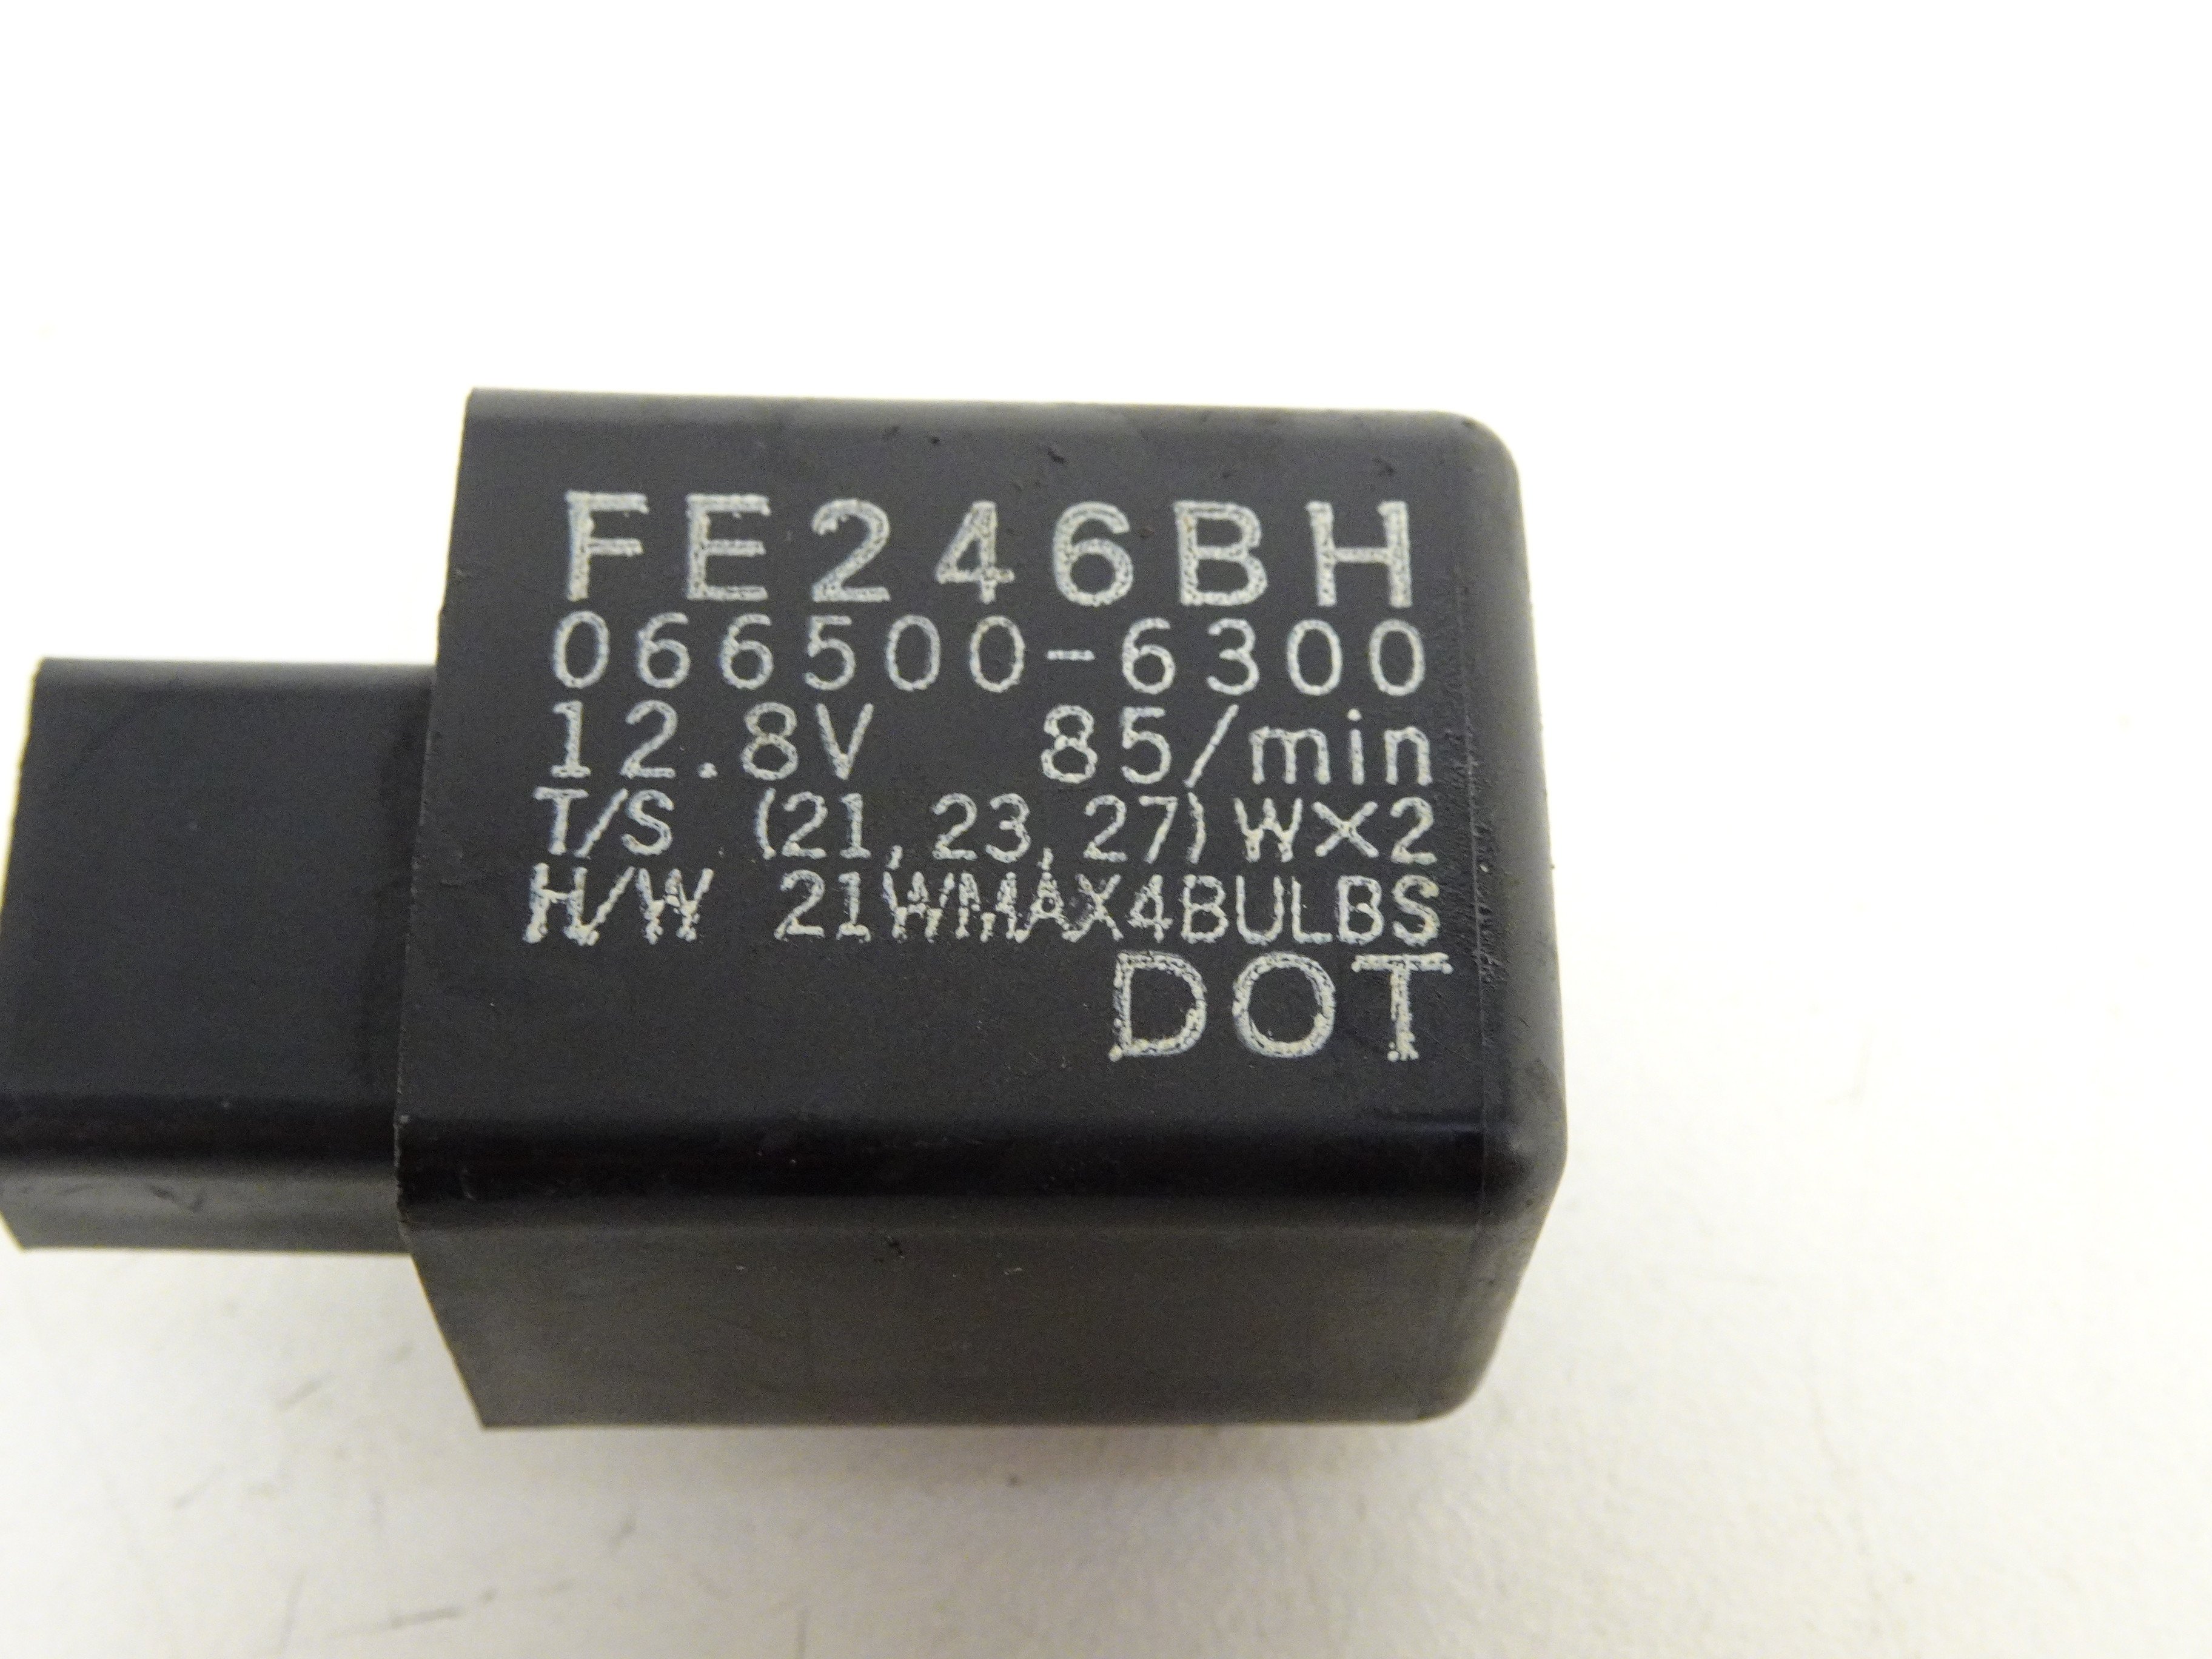 FE246BH
066500-6300
12.8V 85/min
T/S (21,23,27)W×2
H/W 21WMAX4BULBS
DOT